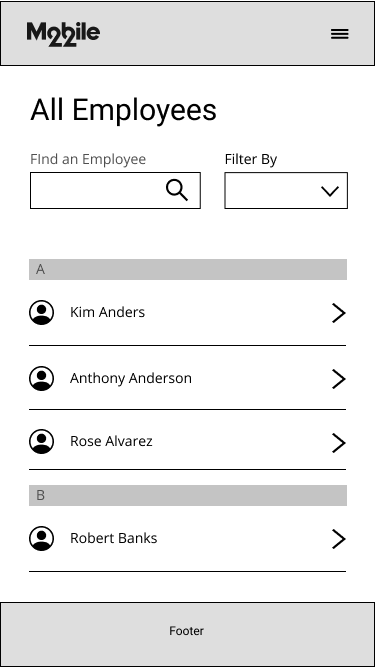 Mobile
22
All Employees
FInd an Employee
Filter By
A
Kim Anders
Anthony Anderson
Rose Alvarez
B
Robert Banks
Footer